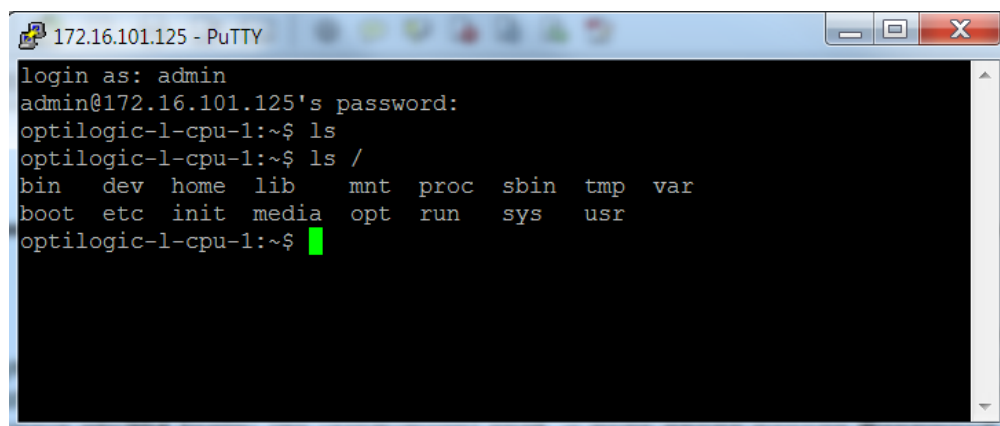 172.16.101.125 - PuTTY
login as: admin
admin@172.16.101.125's password:
optilogic-l-cpu-1:~$ ls
optilogic-l-cpu-1:~$ ls /
bin dev home lib mnt proc sbin tmp var
boot etc init media opt run sys usr
optilogic-l-cpu-1:~$